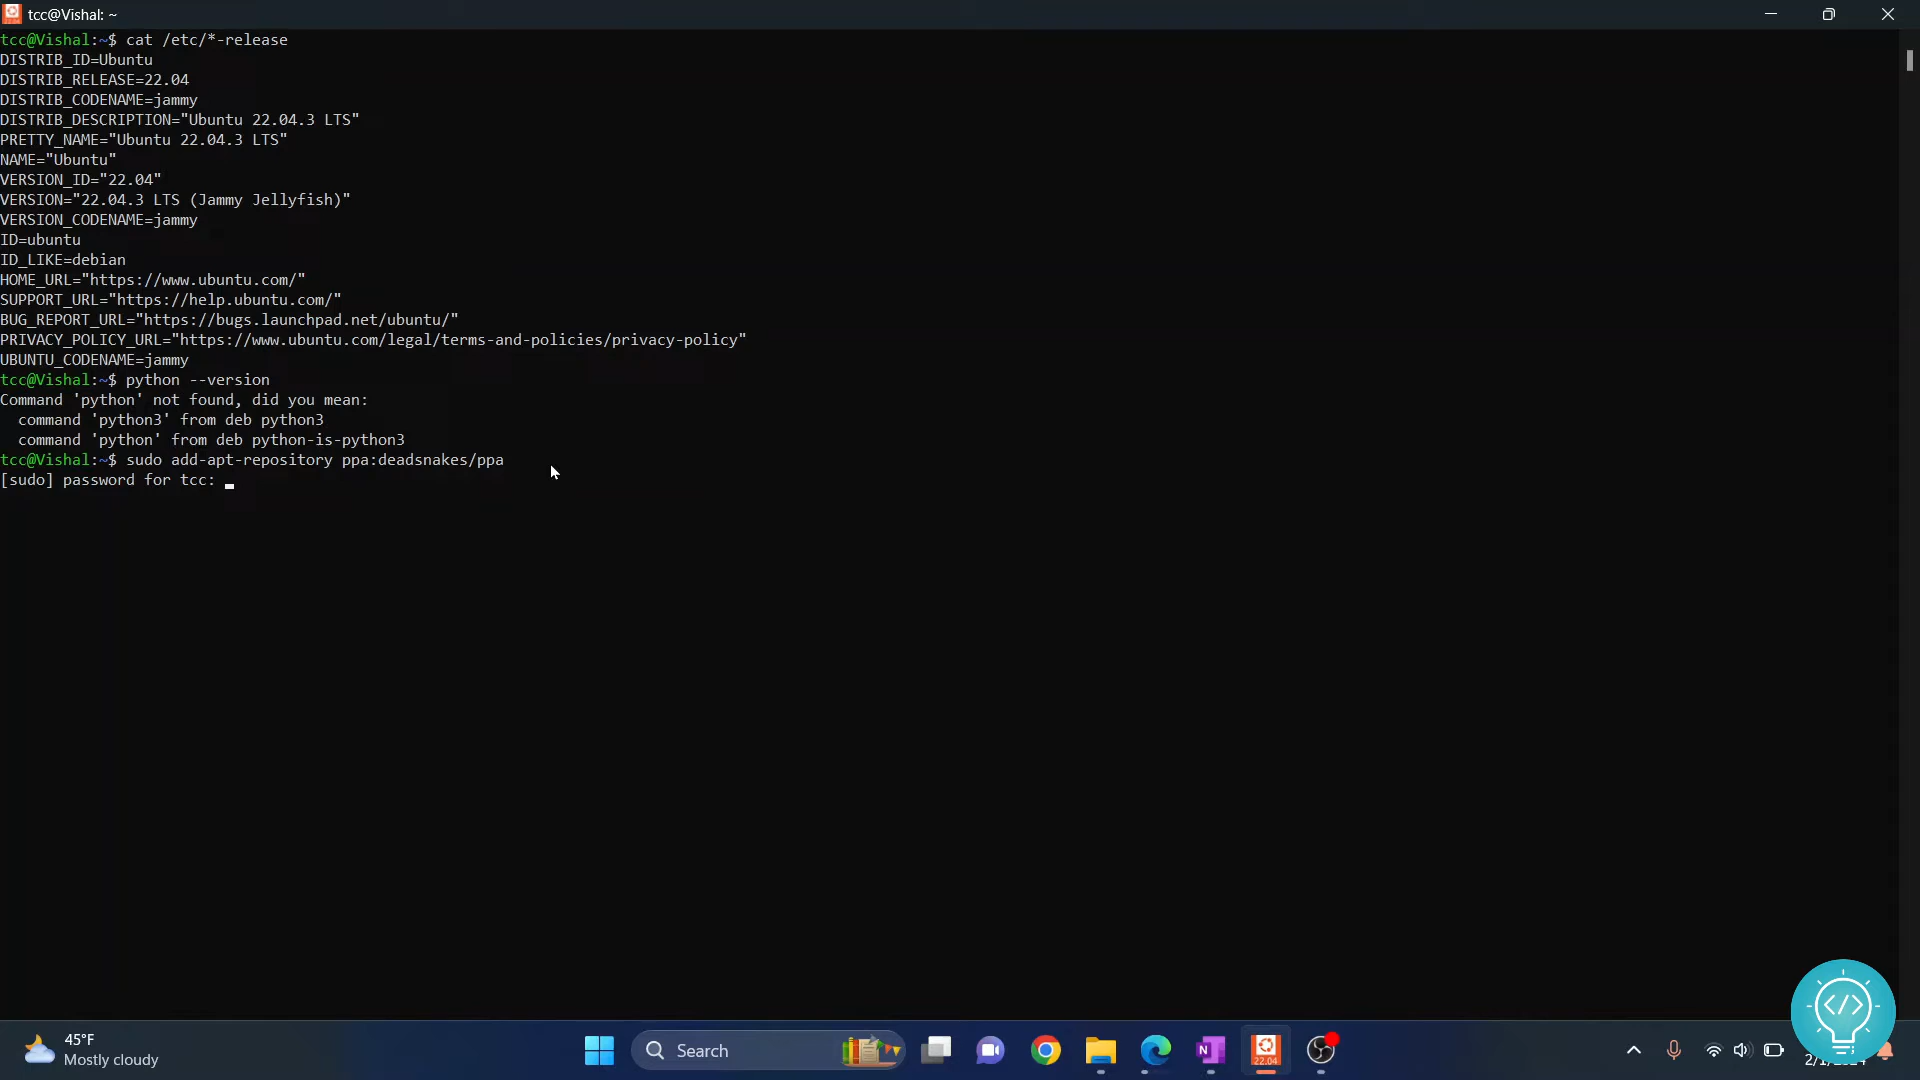 tcc@Vishal: ~
tcc@Vishal:~$ cat /etc/*-release
DISTRIB_ID=Ubuntu
DISTRIB_RELEASE=22.04
DISTRIB_CODENAME=jammy
DISTRIB_DESCRIPTION="Ubuntu 22.04.3 LTS"
PRETTY_NAME="Ubuntu 22.04.3 LTS"
NAME="Ubuntu"
VERSION_ID="22.04"
VERSION="22.04.3 LTS (Jammy Jellyfish)"
VERSION_CODENAME=jammy
ID=ubuntu
ID_LIKE=debian
HOME_URL="https://www.ubuntu.com/"
SUPPORT_URL="https://help.ubuntu.com/"
BUG_REPORT_URL="https://bugs.launchpad.net/ubuntu/"
PRIVACY_POLICY_URL="https://www.ubuntu.com/legal/terms-and-policies/privacy-policy"
UBUNTU_CODENAME=jammy
tcc@Vishal:~$ python --version
Command 'python' not found, did you mean:
  command 'python3' from deb python3
  command 'python' from deb python-is-python3
tcc@Vishal:~$ sudo add-apt-repository ppa:deadsnakes/ppa
[sudo] password for tcc:
45°F
Mostly cloudy
Search
N
22.04